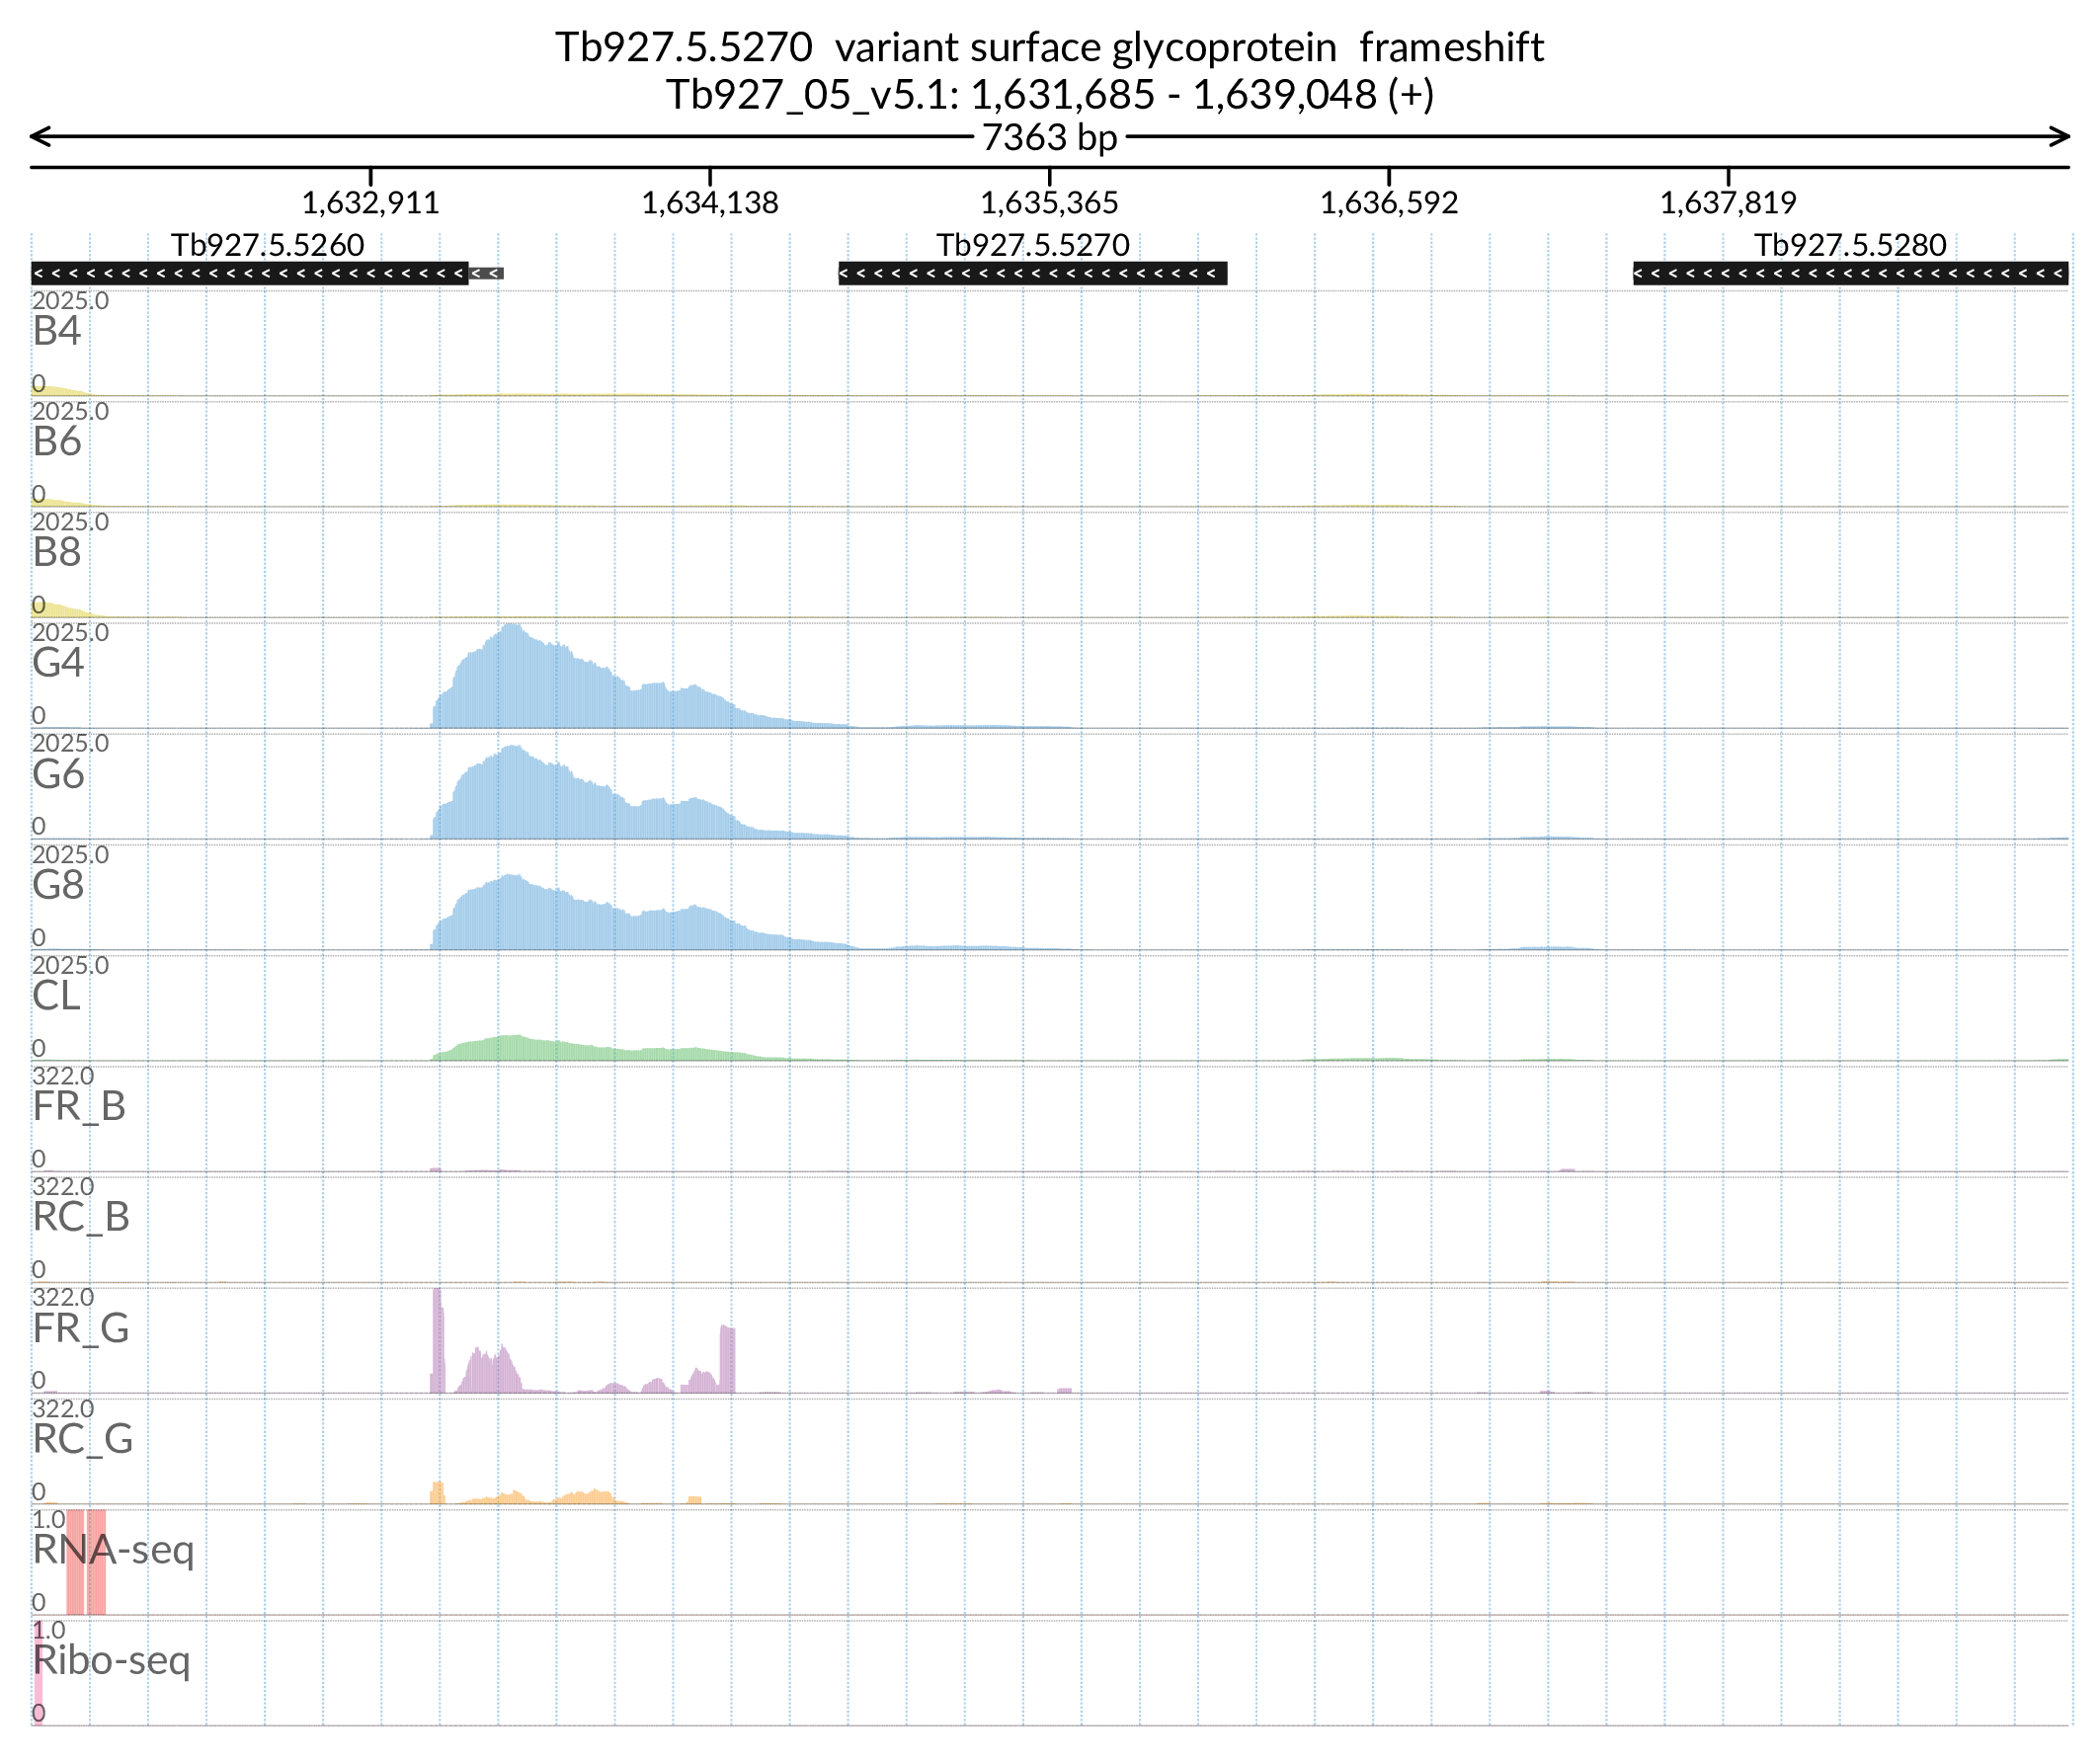 Tb927.5.5270 variant surface glycoprotein frameshift
Tb927_05_v5.1: 1,631,685 - 1,639,048 (+)
7363 bp
1,632,911 1,634,138 1,635,365 1,636,592 1,637,819
Tb927.5.5260 Tb927.5.5270 Tb927.5.5280
2025.0
B4
0
2025.0
B6
0
2025.0
B8
0
2025.0
G4
0
2025.0
G6
0
2025.0
G8
0
2025.0
CL
0
322.0
FR_B
0
322.0
RC_B
0
322.0
FR_G
0
322.0
RC_G
0
1.0
RNA-seq
0
1.0
Ribo-seq
0